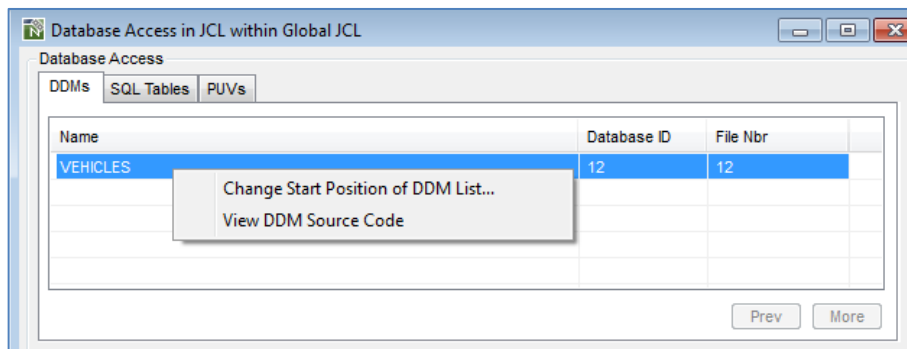 Database Access in JCL within Global JCL
Database Access
DDMs SQL Tables PUVs
Name Database ID File Nbr
VEHICLES 12 12
Change Start Position of DDM List...
View DDM Source Code
Prev More